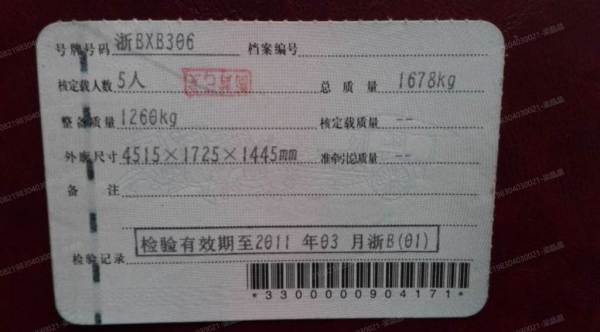 号牌号码 浙BXB306 档案编号
核定载人数 5人 总质量 1678kg
整备质量 1260kg 核定载质量 --
外廓尺寸 4515×1725×1445mm 准牵引总质量 --
备注
检验有效期至2011 年03 月浙B(01)
检验记录
*3300000904171*